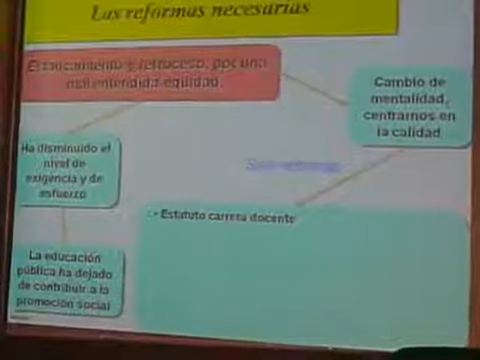 Las reformas necesarias
Estancamiento y retroceso, por una
mal entendida equidad
Cambio de
mentalidad,
centrarnos en
la calidad
Ha disminuido el
nivel de
exigencia y de
esfuerzo
- Estatuto carrera docente
La educación
pública ha dejado
de contribuir a la
promoción social